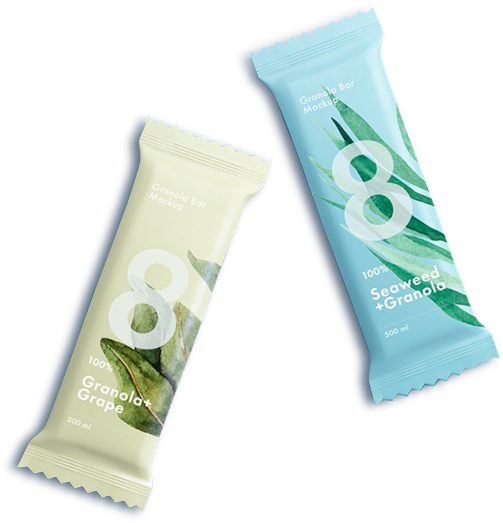 Granola Bar
Mockup
8
100%
Granola+
Grape
500 ml
Granola Bar
Mockup
8
100%
Seaweed
+Granola
500 ml